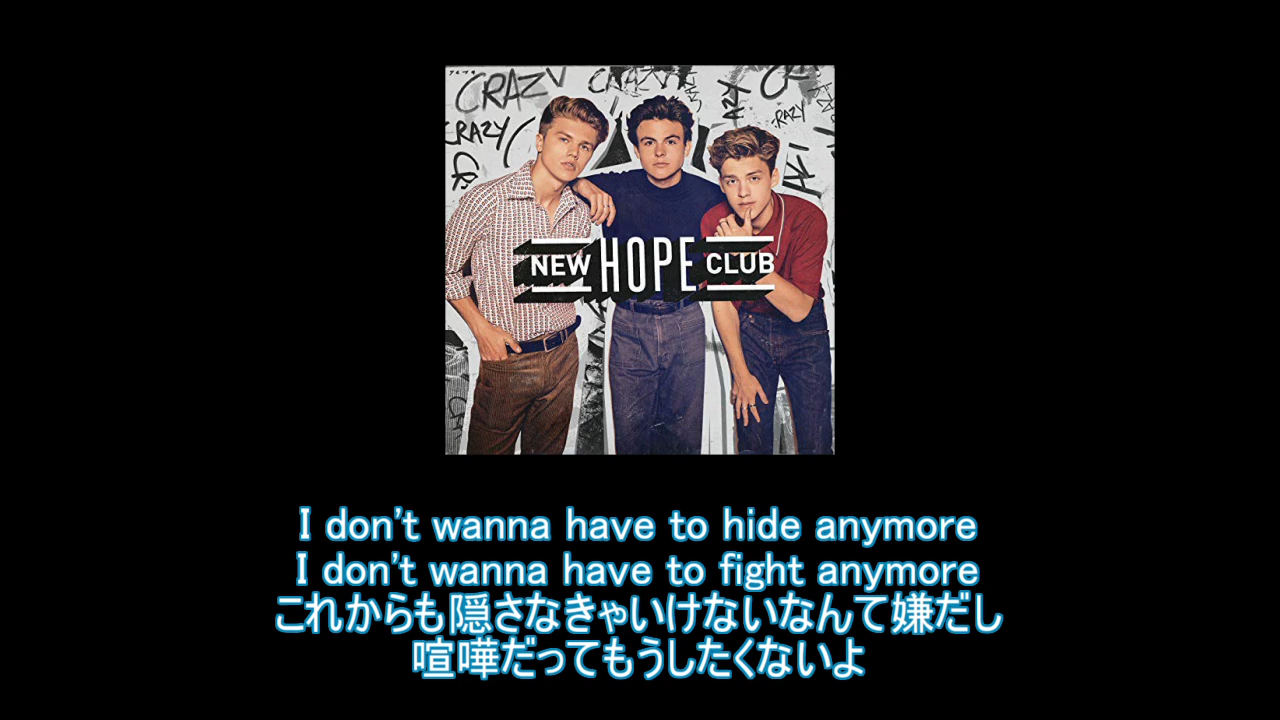 CRAZY
CRAZY
CRAZY
RAZY
AZY
NEW HOPE CLUB
I don't wanna have to hide anymore
I don't wanna have to fight anymore
これからも隠さなきゃいけないなんて嫌だし
喧嘩だってもうしたくないよ